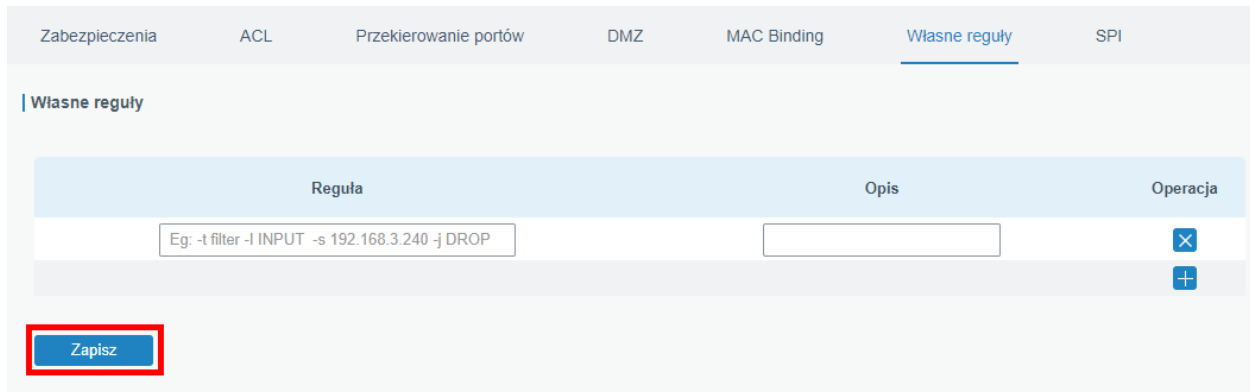 Zabezpieczenia ACL Przekierowanie portów DMZ MAC Binding Własne reguły SPI
Własne reguły
Reguła Opis Operacja
Eg: -t filter -I INPUT -s 192.168.3.240 -j DROP
Zapisz